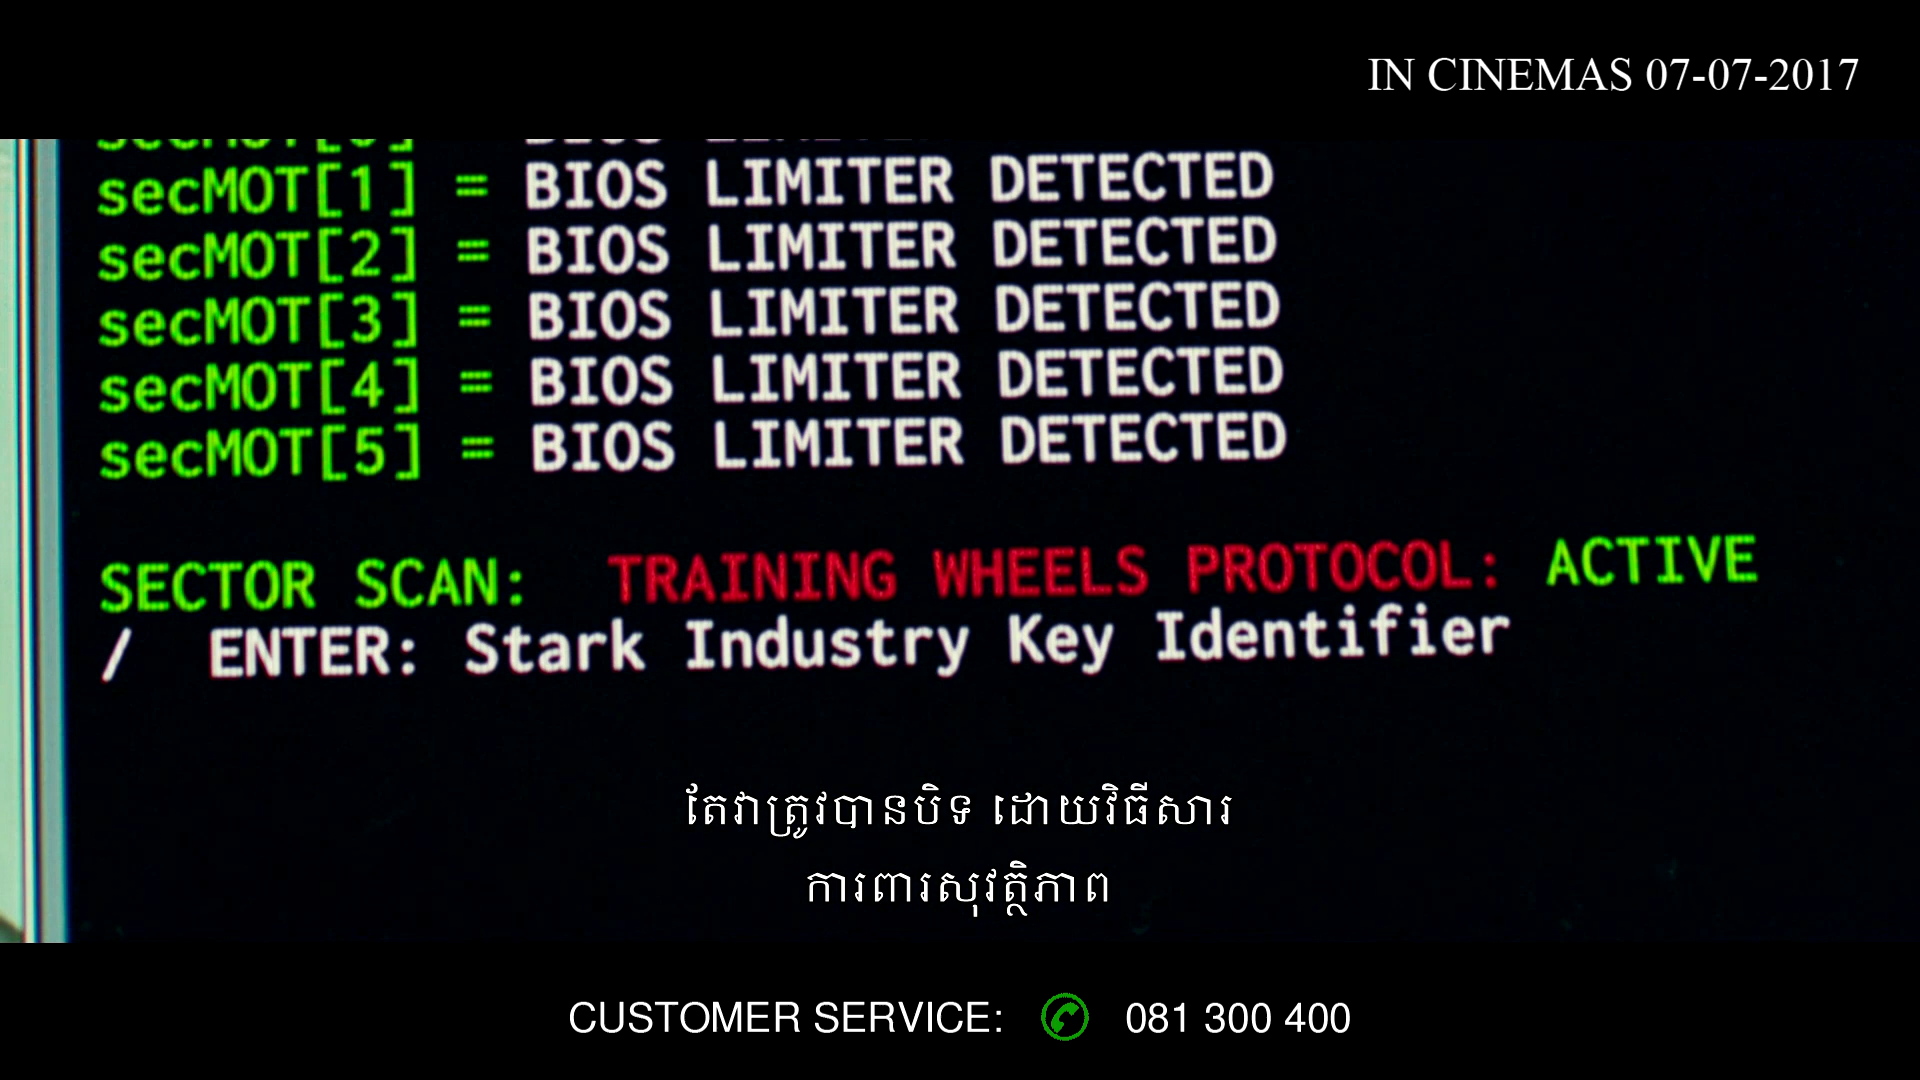 IN CINEMAS 07-07-2017
secMOT[1] = BIOS LIMITER DETECTED
secMOT[2] = BIOS LIMITER DETECTED
secMOT[3] = BIOS LIMITER DETECTED
secMOT[4] = BIOS LIMITER DETECTED
secMOT[5] = BIOS LIMITER DETECTED
SECTOR SCAN: TRAINING WHEELS PROTOCOL: ACTIVE
/ ENTER: Stark Industry Key Identifier
តែវាត្រូវបានបិទ ដោយវិធីសារ
ការពារសុវត្ថិភាព
CUSTOMER SERVICE: 081 300 400